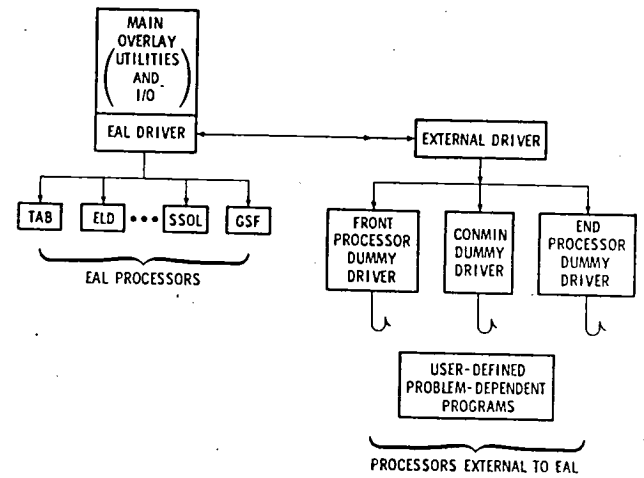 MAIN
OVERLAY
(UTILITIES
AND
I/O)
EAL DRIVER
EXTERNAL DRIVER
TAB
ELD
•••
SSOL
GSF
EAL PROCESSORS
FRONT
PROCESSOR
DUMMY
DRIVER
CONMIN
DUMMY
DRIVER
END
PROCESSOR
DUMMY
DRIVER
USER-DEFINED
PROBLEM-DEPENDENT
PROGRAMS
PROCESSORS EXTERNAL TO EAL